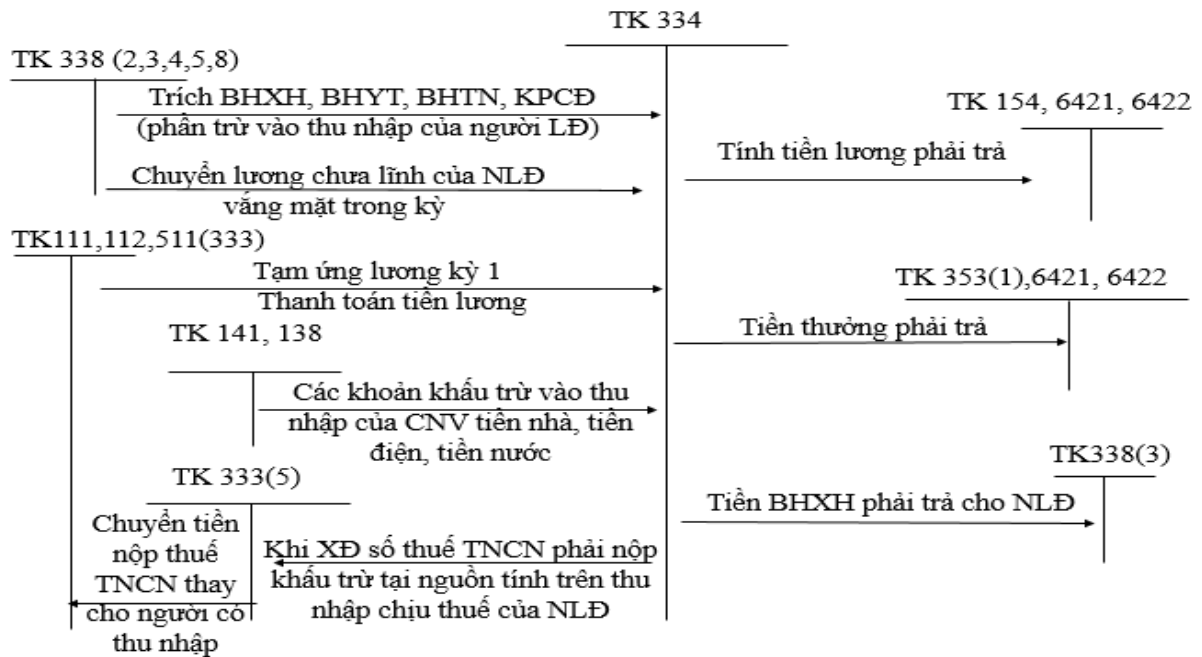 TK 334
TK 338 (2,3,4,5,8)
Trích BHXH, BHYT, BHTN, KPCĐ
(phần trừ vào thu nhập của người LĐ)
TK 154, 6421, 6422
Tính tiền lương phải trả
Chuyển lương chưa lĩnh của NLĐ
vắng mặt trong kỳ
TK111,112,511(333)
Tạm ứng lương kỳ 1
Thanh toán tiền lương
TK 353(1),6421, 6422
Tiền thưởng phải trả
TK 141, 138
Các khoản khấu trừ vào thu
nhập của CNV tiền nhà, tiền
điện, tiền nước
TK338(3)
Tiền BHXH phải trả cho NLĐ
TK 333(5)
Chuyển tiền
nộp thuế
TNCN thay
cho người có
thu nhập
Khi XĐ số thuế TNCN phải nộp
khấu trừ tại nguồn tính trên thu
nhập chịu thuế của NLĐ